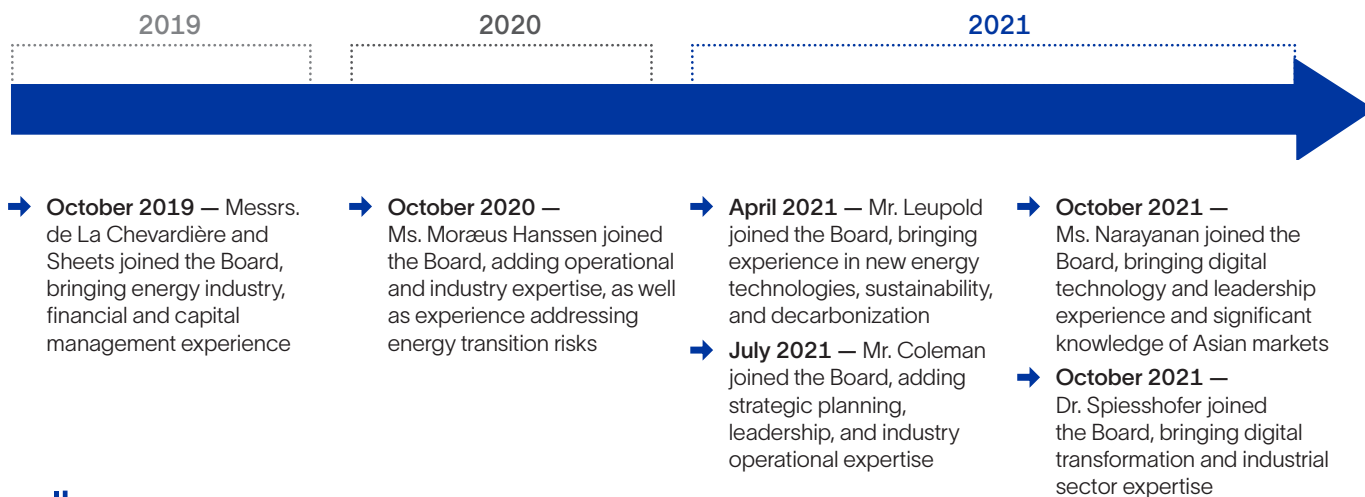 2019
2020
2021
October 2019 — Messrs.
de La Chevardière and
Sheets joined the Board,
bringing energy industry,
financial and capital
management experience
October 2020 —
Ms. Moræus Hanssen joined
the Board, adding operational
and industry expertise, as well
as experience addressing
energy transition risks
April 2021 — Mr. Leupold
joined the Board, bringing
experience in new energy
technologies, sustainability,
and decarbonization
July 2021 — Mr. Coleman
joined the Board, adding
strategic planning,
leadership, and industry
operational expertise
October 2021 —
Ms. Narayanan joined the
Board, bringing digital
technology and leadership
experience and significant
knowledge of Asian markets
October 2021 —
Dr. Spiesshofer joined
the Board, bringing digital
transformation and industrial
sector expertise